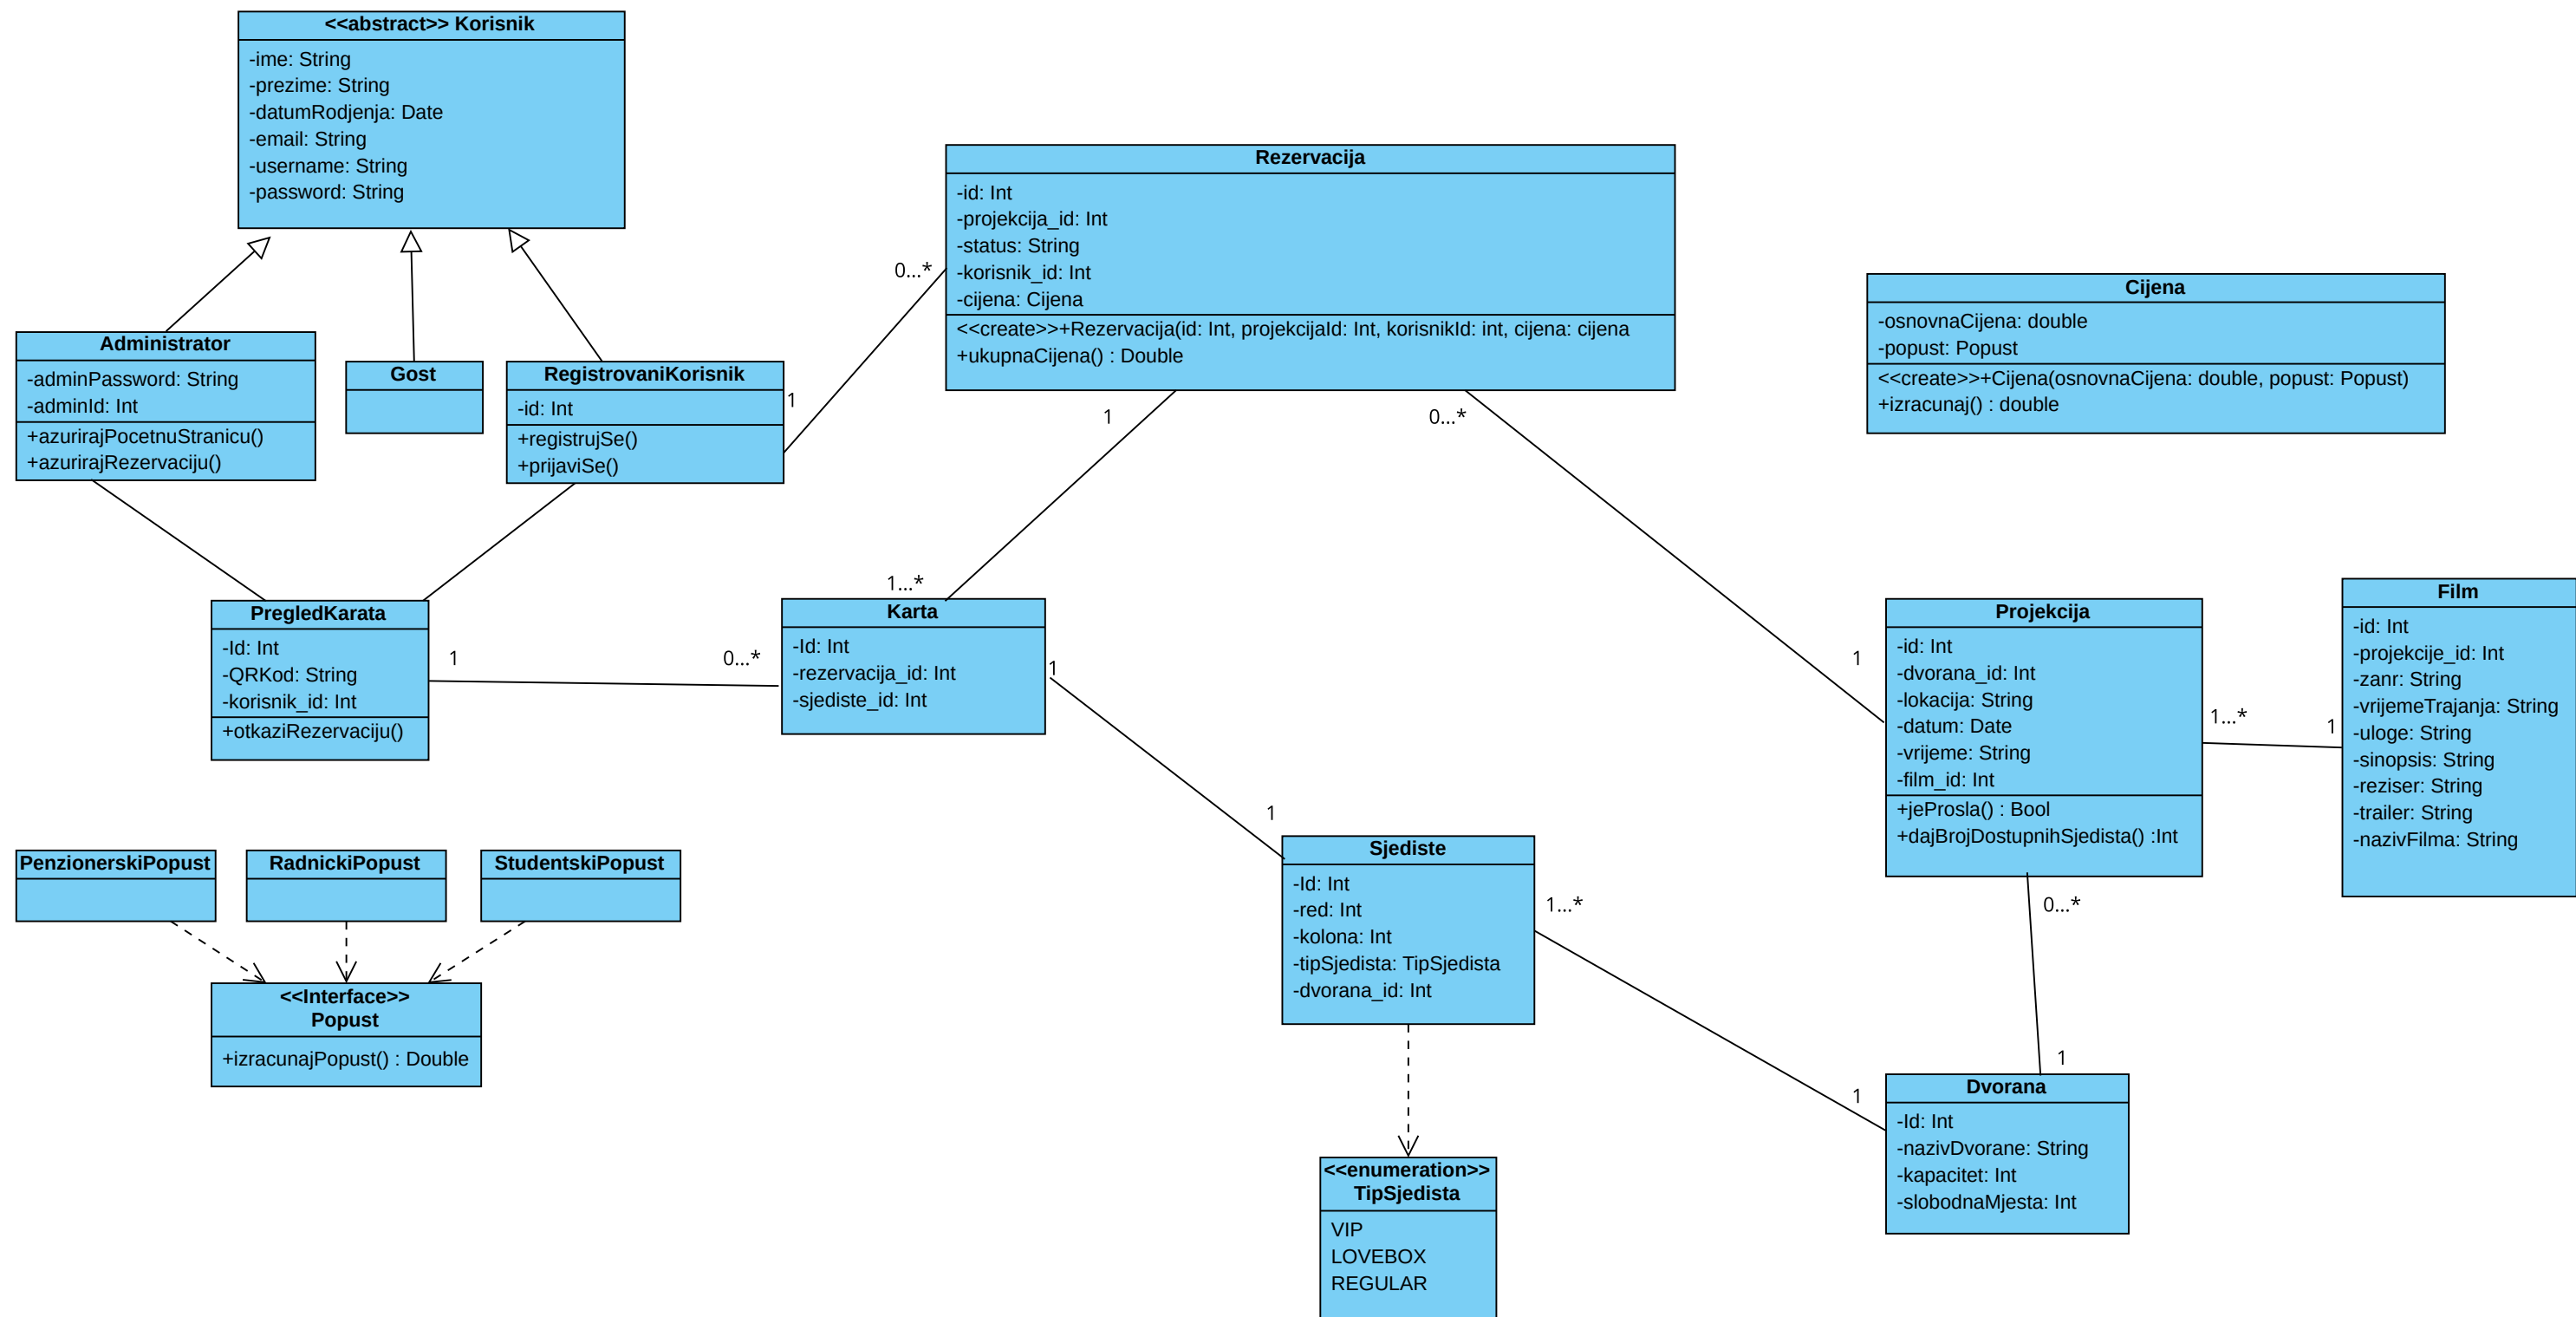 <<abstract>> Korisnik
-ime: String
-prezime: String
-datumRodjenja: Date
-email: String
-username: String
-password: String
Rezervacija
-id: Int
-projekcija_id: Int
-status: String
-korisnik_id: Int
-cijena: Cijena
<<create>>+Rezervacija(id: Int, projekcijaId: Int, korisnikId: int, cijena: cijena
+ukupnaCijena() : Double
Cijena
-osnovnaCijena: double
-popust: Popust
<<create>>+Cijena(osnovnaCijena: double, popust: Popust)
+izracunaj() : double
Administrator
-adminPassword: String
-adminId: Int
+azurirajPocetnuStranicu()
+azurirajRezervaciju()
Gost
RegistrovaniKorisnik
-id: Int
+registrujSe()
+prijaviSe()
0...*
1
1
0...*
1...*
PregledKarata
-Id: Int
-QRKod: String
-korisnik_id: Int
+otkaziRezervaciju()
1
0...*
Karta
-Id: Int
-rezervacija_id: Int
-sjediste_id: Int
1
1
1
Projekcija
-id: Int
-dvorana_id: Int
-lokacija: String
-datum: Date
-vrijeme: String
-film_id: Int
+jeProsla() : Bool
+dajBrojDostupnihSjedista() :Int
1...*
1
Film
-id: Int
-projekcije_id: Int
-zanr: String
-vrijemeTrajanja: String
-uloge: String
-sinopsis: String
-reziser: String
-trailer: String
-nazivFilma: String
PenzionerskiPopust
RadnickiPopust
StudentskiPopust
<<Interface>>
Popust
+izracunajPopust() : Double
Sjediste
-Id: Int
-red: Int
-kolona: Int
-tipSjedista: TipSjedista
-dvorana_id: Int
1...*
1
0...*
1
<<enumeration>>
TipSjedista
VIP
LOVEBOX
REGULAR
Dvorana
-Id: Int
-nazivDvorane: String
-kapacitet: Int
-slobodnaMjesta: Int